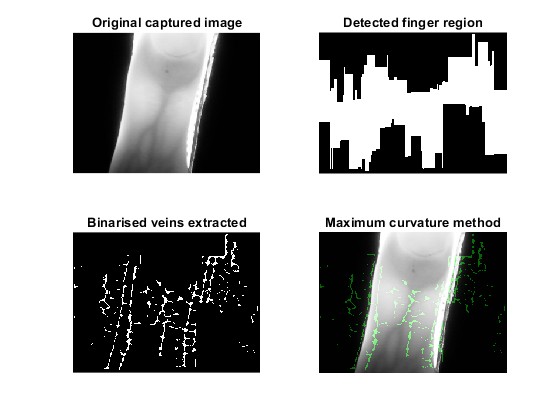 Original captured image
Detected finger region
Binarised veins extracted
Maximum curvature method